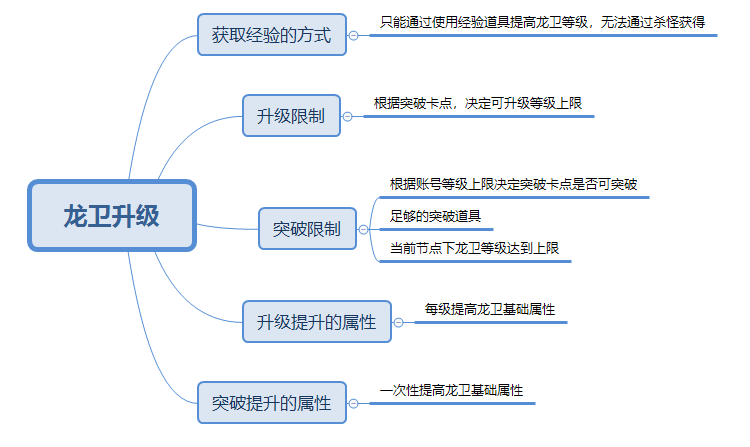 龙卫升级
获取经验的方式
只能通过使用经验道具提高龙卫等级，无法通过杀怪获得
升级限制
根据突破卡点，决定可升级等级上限
突破限制
根据账号等级上限决定突破卡点是否可突破
足够的突破道具
当前节点下龙卫等级达到上限
升级提升的属性
每级提高龙卫基础属性
突破提升的属性
一次性提高龙卫基础属性